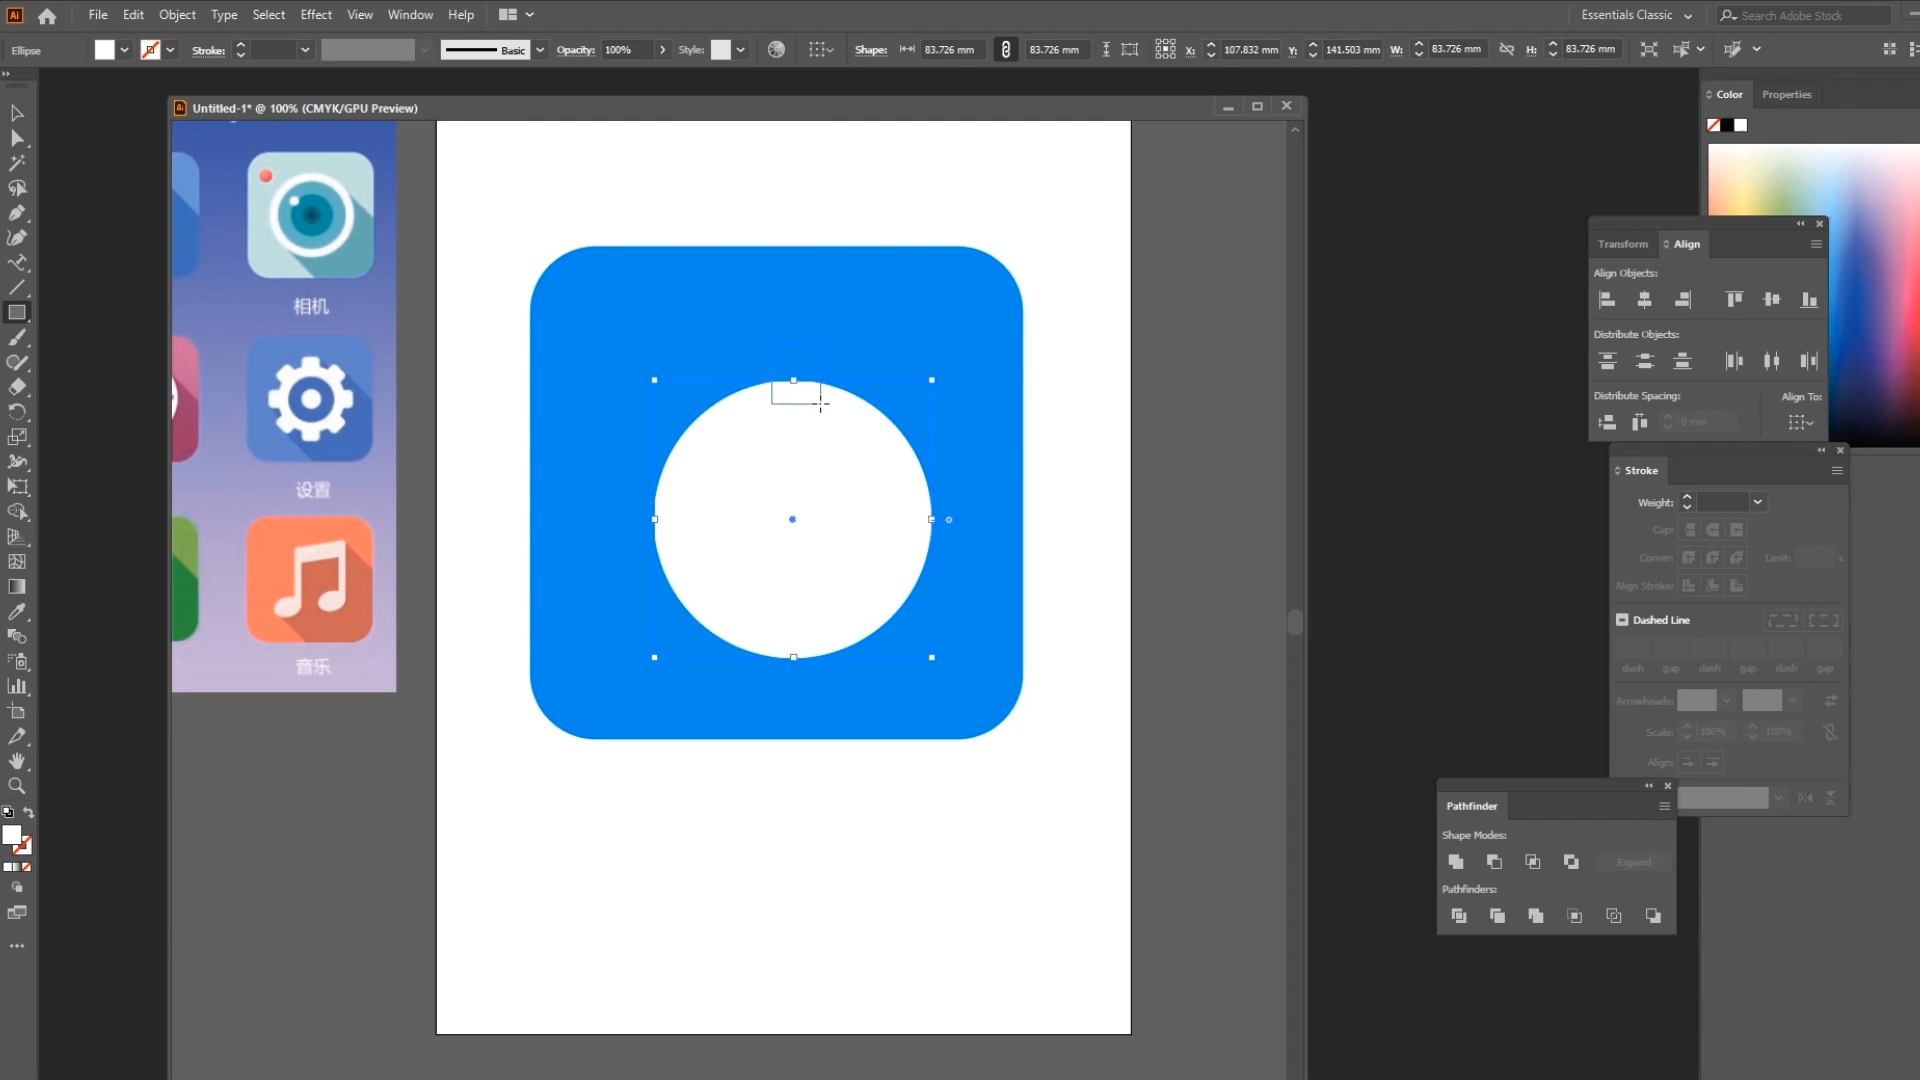 File Edit Object Type Select Effect View Window Help
Essentials Classic
Search Adobe Stock
Ellipse
Stroke:
Basic
Opacity: 100%
Style:
Shape: 83.726 mm 83.726 mm
X: 107.832 mm Y: 141.503 mm W: 83.726 mm H: 83.726 mm
Untitled-1* @ 100% (CMYK/GPU Preview)
相机
设置
音乐
Color Properties
Transform Align
Align Objects:
Distribute Objects:
Distribute Spacing: Align To:
0 mm
Stroke
Weight:
Cap:
Corner: Limit: x
Align Stroke:
Dashed Line
dash gap dash gap dash gap
Arrowheads:
Scale: 100% 100%
Align:
Pathfinder
Shape Modes:
Expand
Pathfinders: